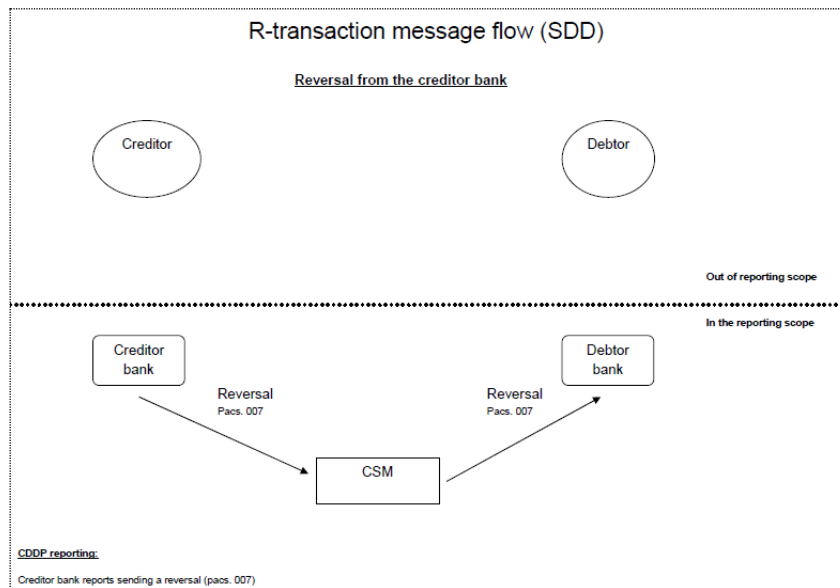 R-transaction message flow (SDD)
Reversal from the creditor bank
Creditor
Debtor
Out of reporting scope
In the reporting scope
Creditor
bank
Debtor
bank
Reversal
Pacs. 007
Reversal
Pacs. 007
CSM
CDDP reporting:
Creditor bank reports sending a reversal (pacs. 007)